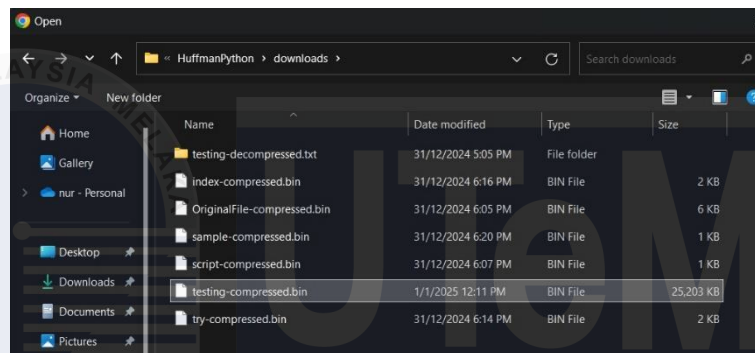 Open
HuffmanPython > downloads >
Search downloads
Organize
New folder
Name
Date modified
Type
Size
Home
Gallery
nur - Personal
Desktop
Downloads
Documents
Pictures
testing-decompressed.txt 31/12/2024 5:05 PM File folder
index-compressed.bin 31/12/2024 6:16 PM BIN File 2 KB
OriginalFile-compressed.bin 31/12/2024 6:05 PM BIN File 6 KB
sample-compressed.bin 31/12/2024 6:20 PM BIN File 1 KB
script-compressed.bin 31/12/2024 6:07 PM BIN File 1 KB
testing-compressed.bin 1/1/2025 12:11 PM BIN File 25,203 KB
try-compressed.bin 31/12/2024 6:14 PM BIN File 2 KB
UTeM